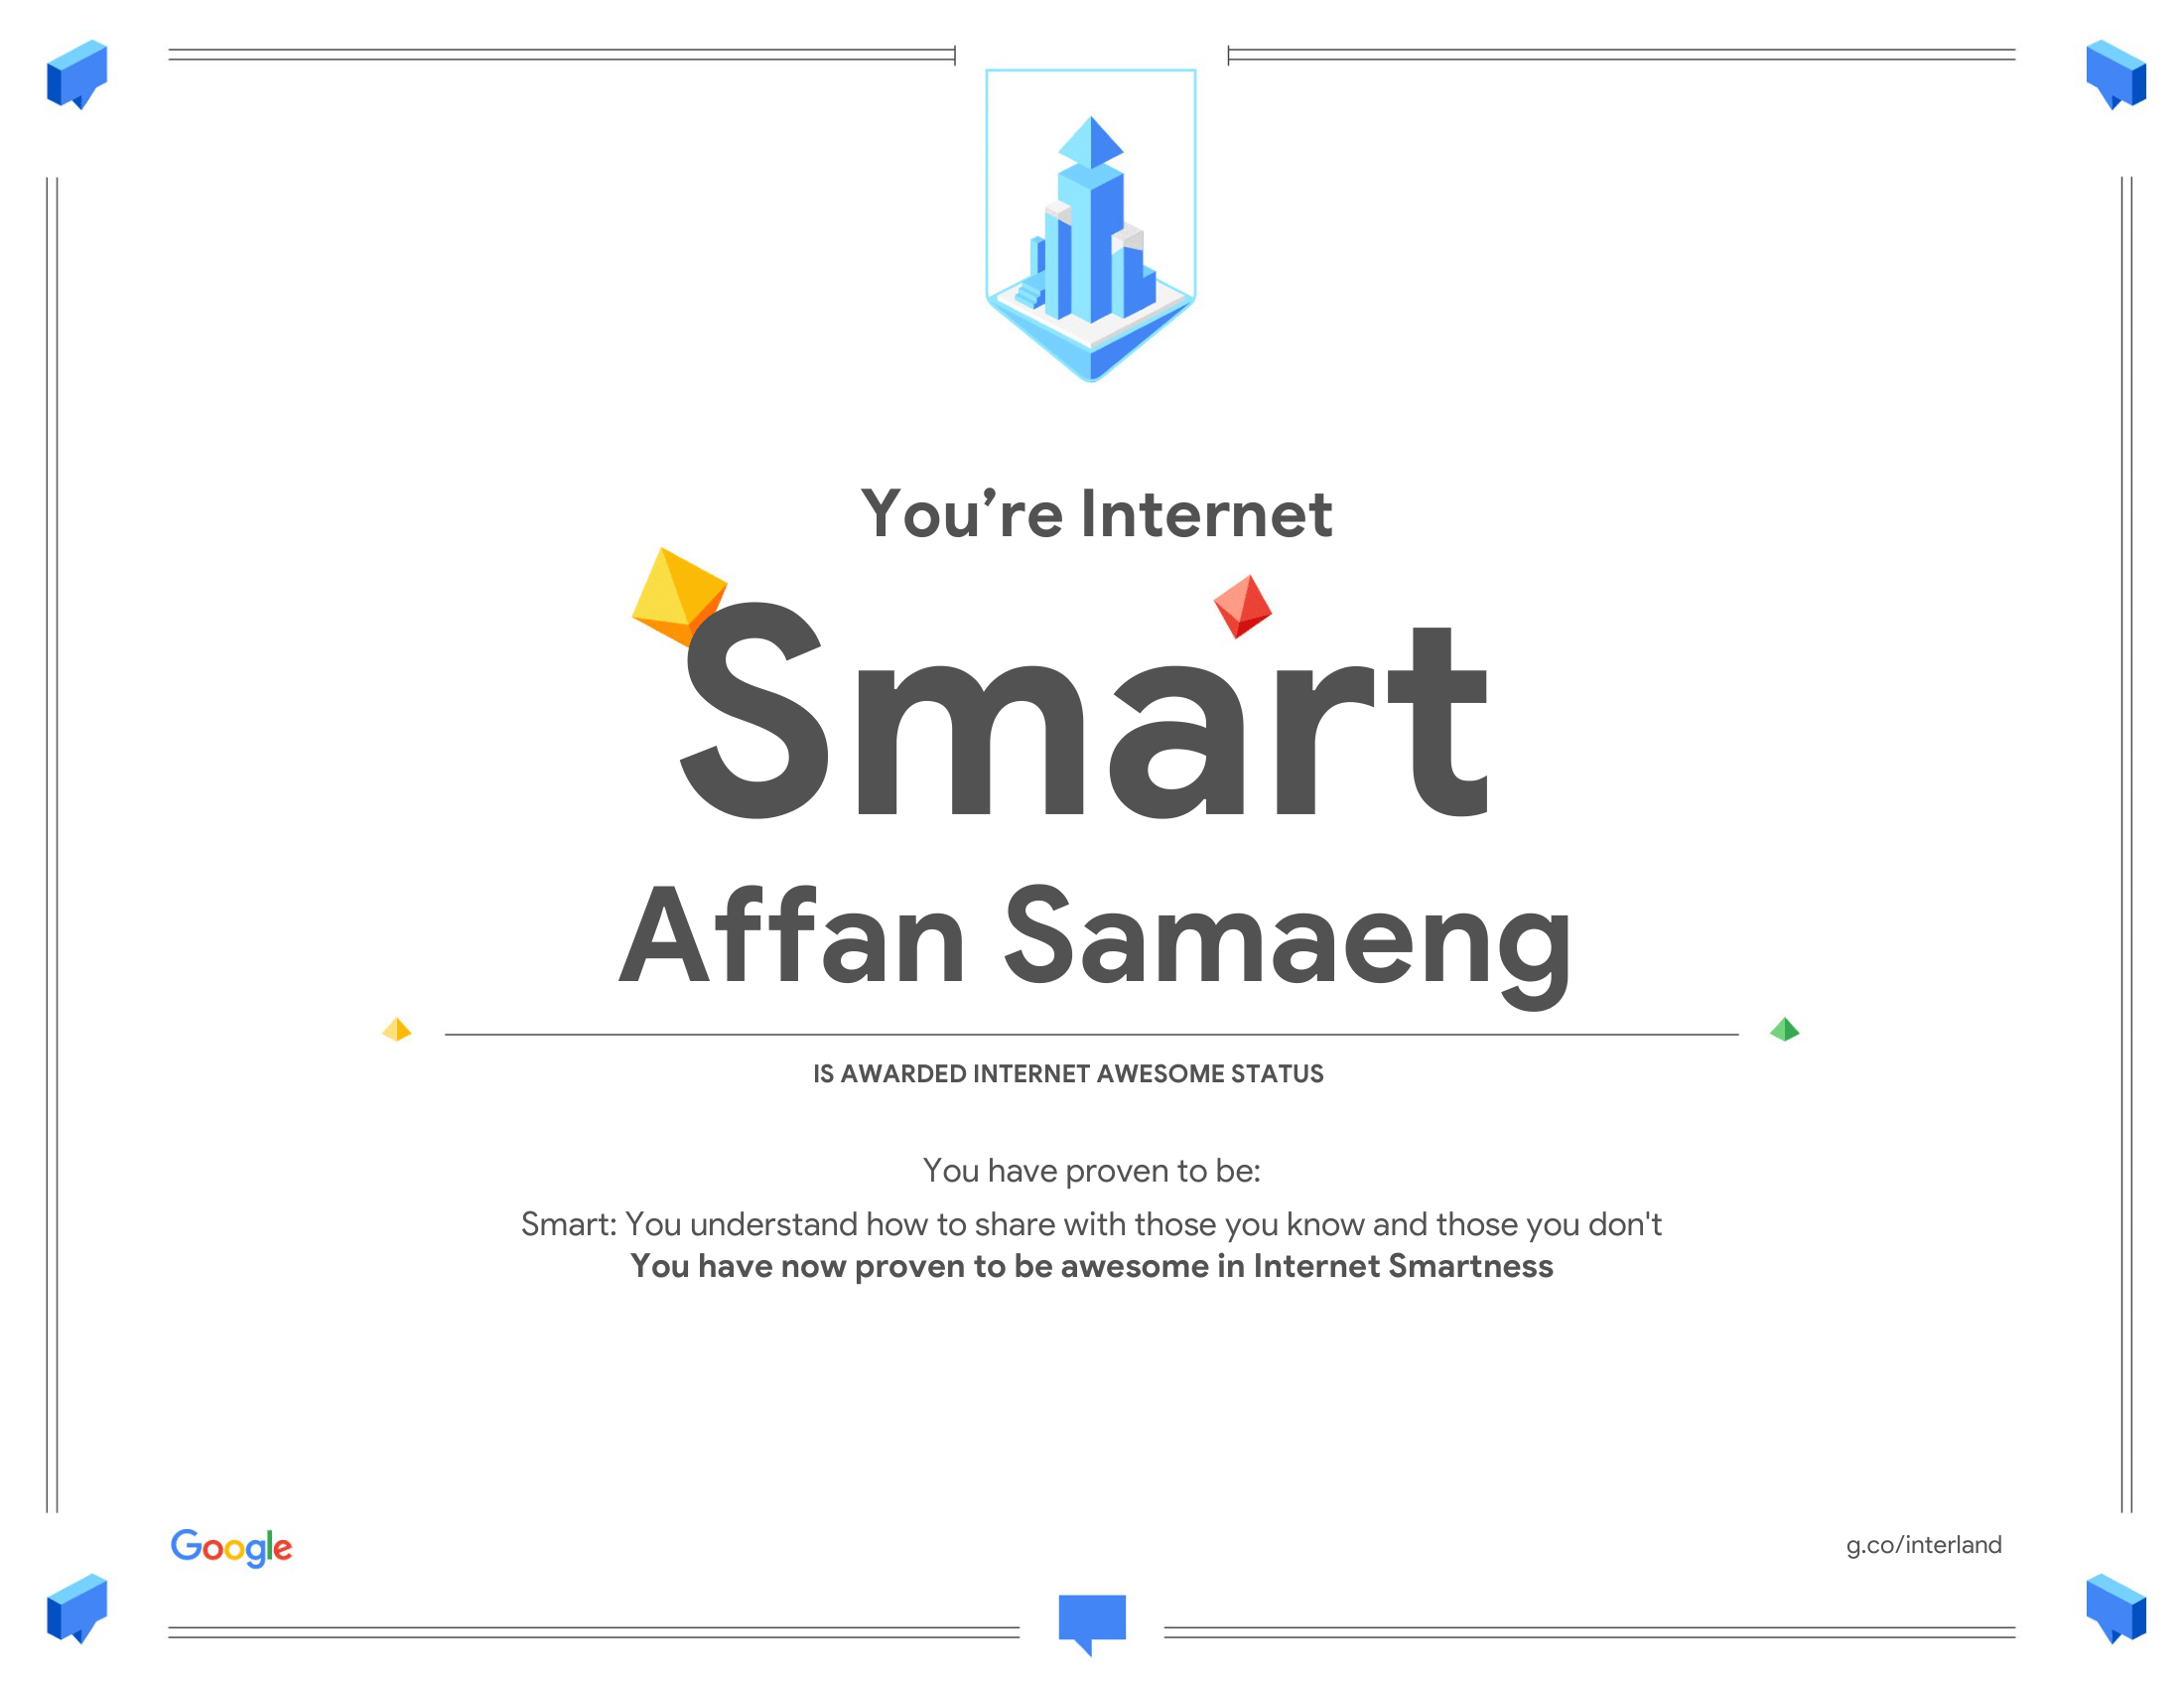 You’re Internet
Smart
Affan Samaeng
IS AWARDED INTERNET AWESOME STATUS
You have proven to be:
Smart: You understand how to share with those you know and those you don't
You have now proven to be awesome in Internet Smartness
Google
g.co/interland